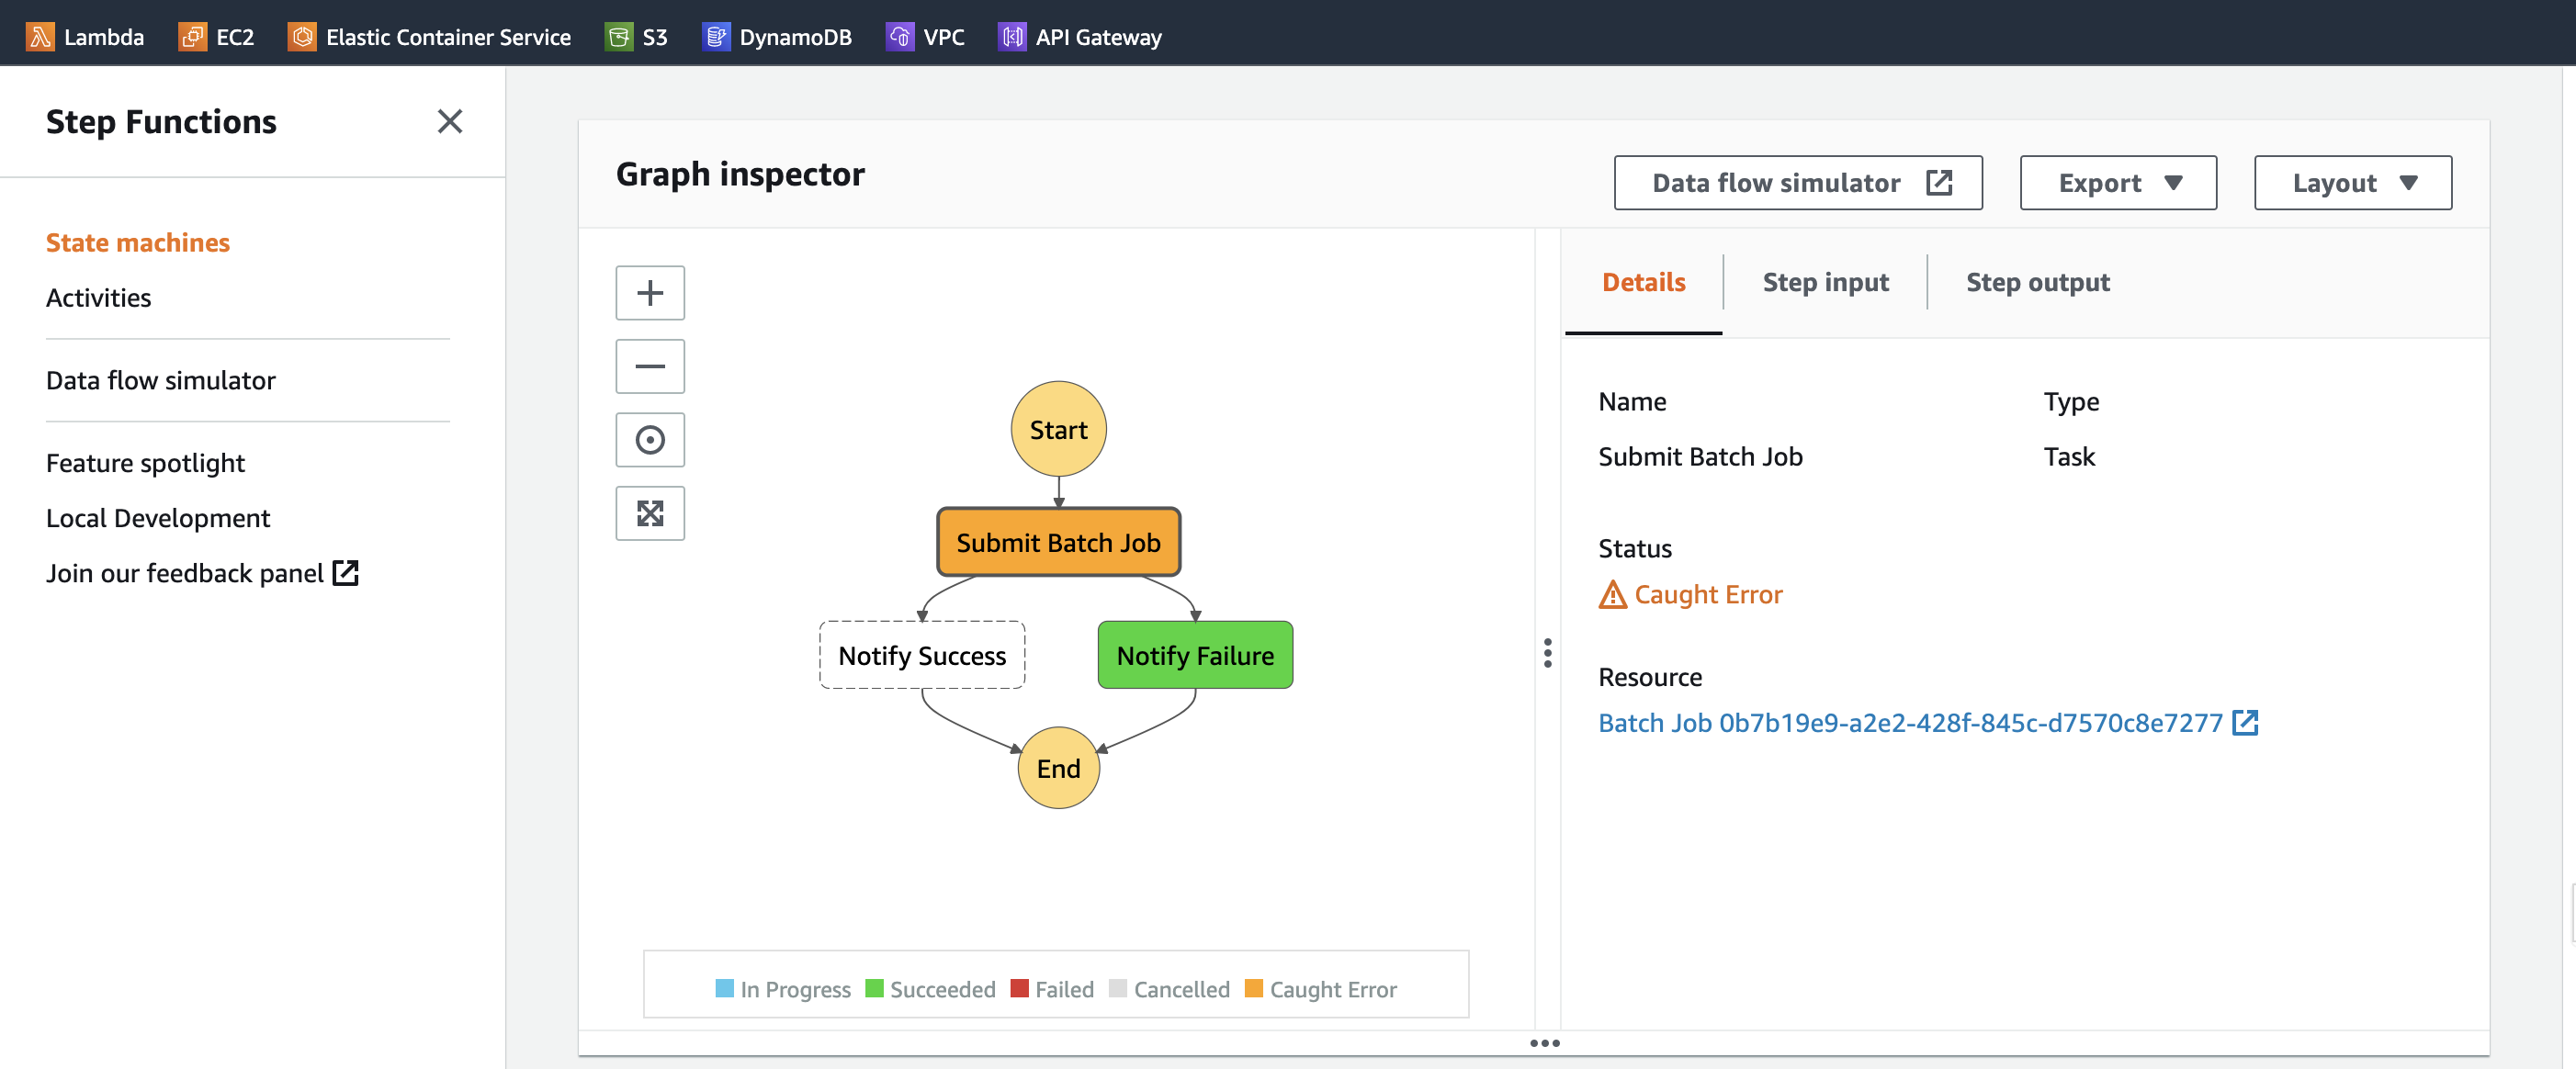 Lambda EC2 Elastic Container Service S3 DynamoDB VPC API Gateway
Step Functions
State machines
Activities
Data flow simulator
Feature spotlight
Local Development
Join our feedback panel
Graph inspector
Data flow simulator Export Layout
Start
Submit Batch Job
Notify Success Notify Failure
End
In Progress Succeeded Failed Cancelled Caught Error
Details Step input Step output
Name Type
Submit Batch Job Task
Status
Caught Error
Resource
Batch Job 0b7b19e9-a2e2-428f-845c-d7570c8e7277